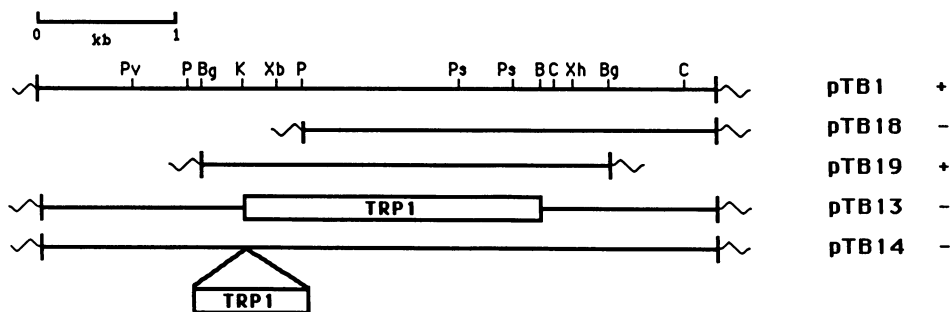 0 1
kb
Pv P Bg K Xb P Ps Ps B C Xh Bg C
pTB1 +
pTB18 -
pTB19 +
TRP1 pTB13 -
pTB14 -
TRP1